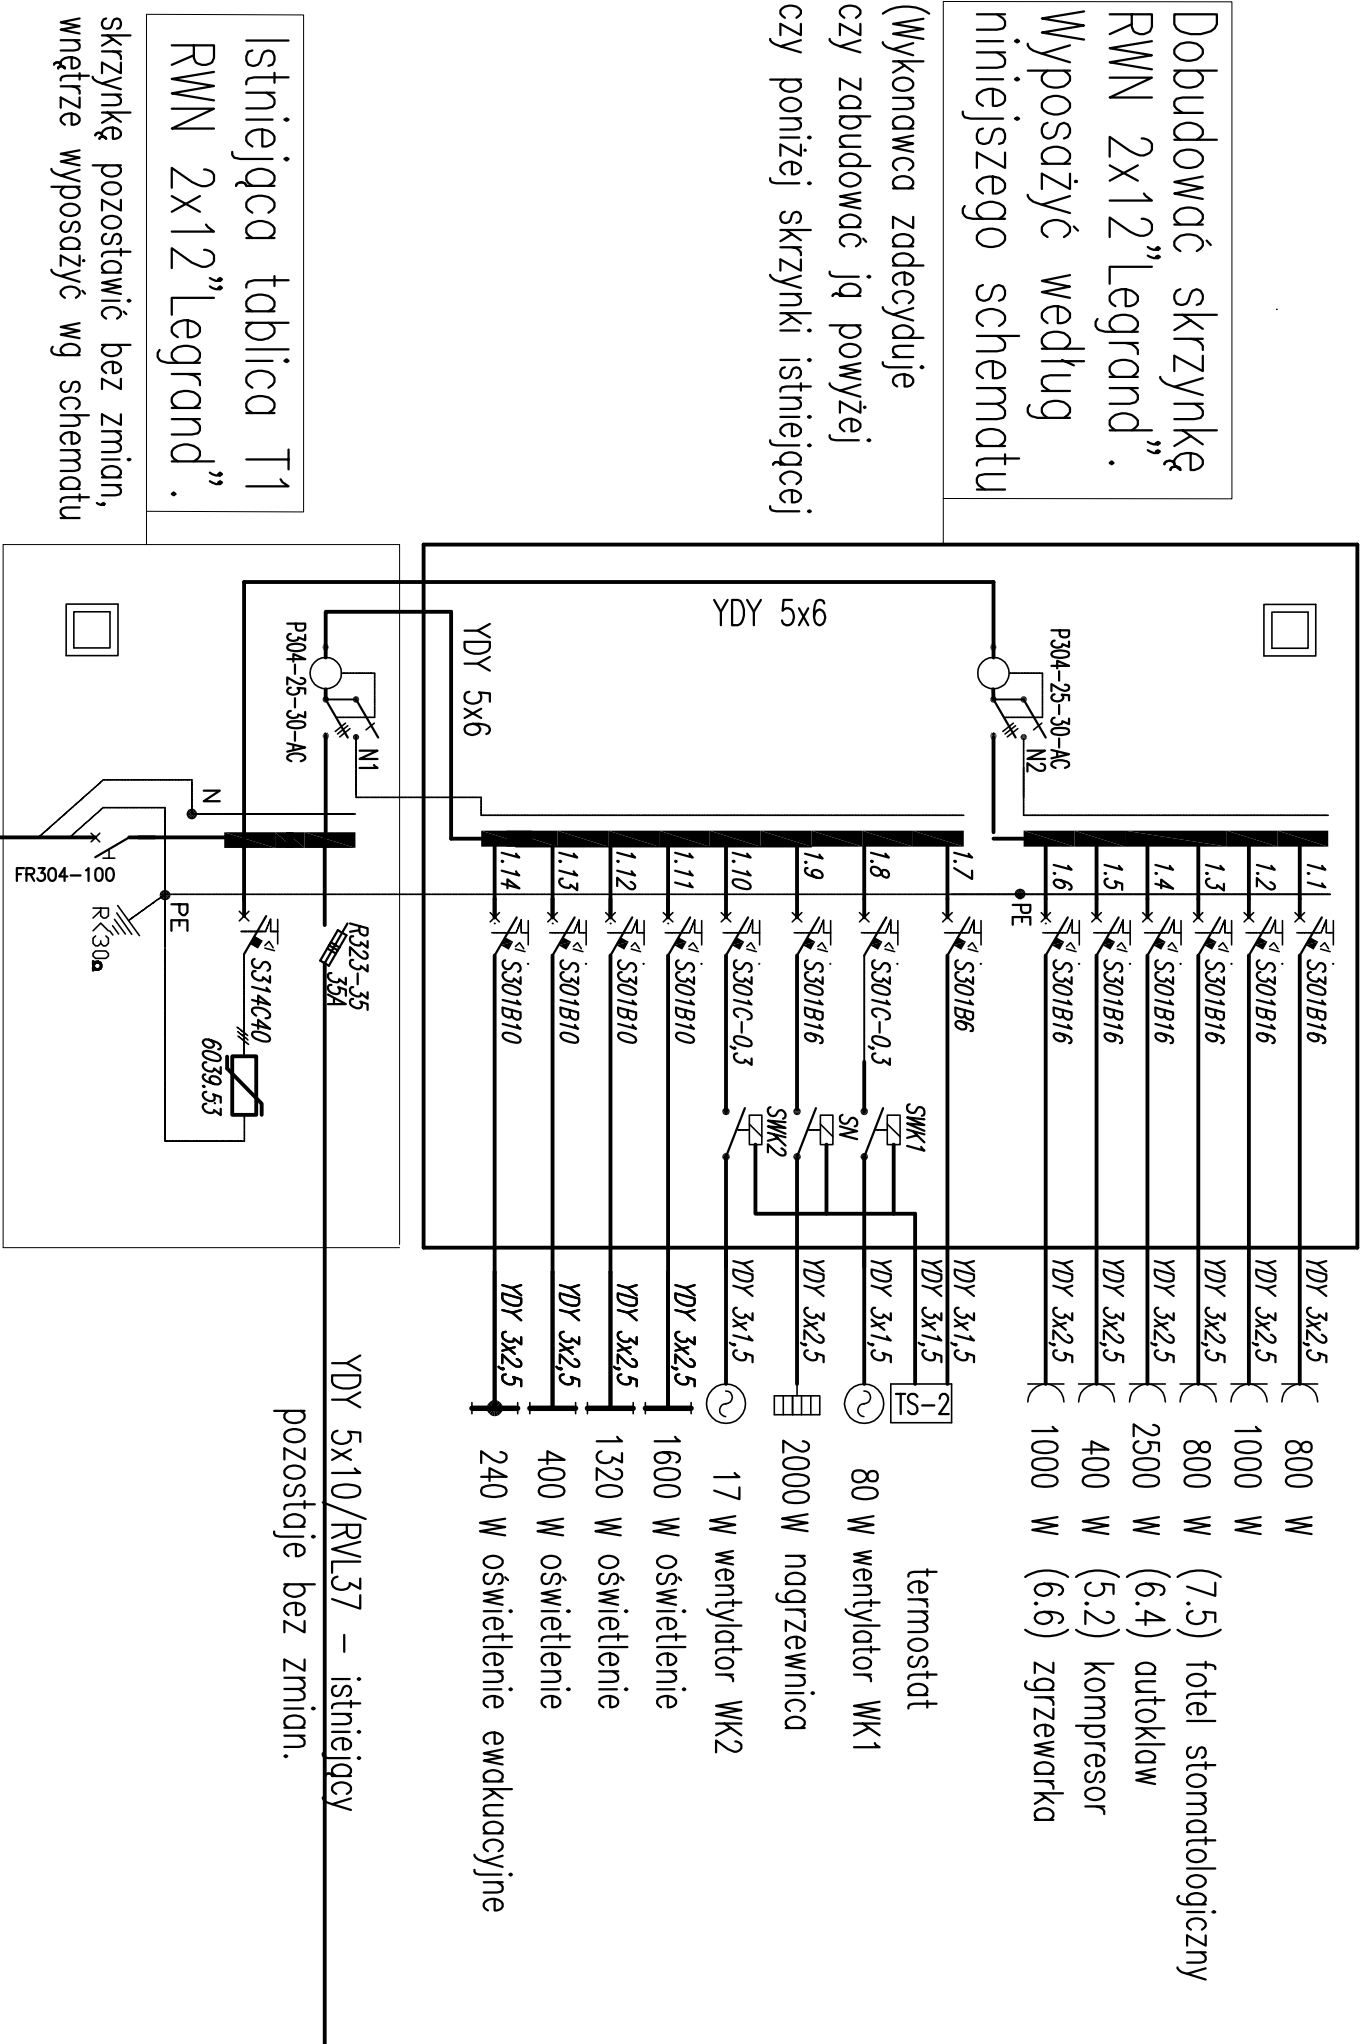 Dobudować skrzynkę
RWN 2x12"Legrand".
Wyposażyć według
niniejszego schematu
(Wykonawca zadecyduje
czy zabudować ją powyżej
czy poniżej skrzynki istniejącej
Istniejąca tablica T1
RWN 2x12"Legrand".
skrzynkę pozostawić bez zmian,
wnętrze wyposażyć wg schematu
P304-25-30-AC
N2
YDY 5x6
YDY 5x6
N1
P304-25-30-AC
N
FR304-100
PE
PE
R<30Ω
1.1 S301B16 YDY 3x2,5 800 W
1.2 S301B16 YDY 3x2,5 1000 W
1.3 S301B16 YDY 3x2,5 800 W (7.5) fotel stomatologiczny
1.4 S301B16 YDY 3x2,5 2500 W (6.4) autoklaw
1.5 S301B16 YDY 3x2,5 400 W (5.2) kompresor
1.6 S301B16 YDY 3x2,5 1000 W (6.6) zgrzewarka
1.7 S301B6 YDY 3x1,5
SWK1 YDY 3x1,5 TS-2 termostat
1.8 S301C-0,3 YDY 3x1,5 80 W wentylator WK1
SN
1.9 S301B16 YDY 3x2,5 2000 W nagrzewnica
SWK2
1.10 S301C-0,3 YDY 3x1,5 17 W wentylator WK2
1.11 S301B10 YDY 3x2,5 1600 W oświetlenie
1.12 S301B10 YDY 3x2,5 1320 W oświetlenie
1.13 S301B10 YDY 3x2,5 400 W oświetlenie
1.14 S301B10 YDY 3x2,5 240 W oświetlenie ewakuacyjne
R323-35
35A
S314C40
6039.53
YDY 5x10/RVL37 - istniejący
pozostaje bez zmian.